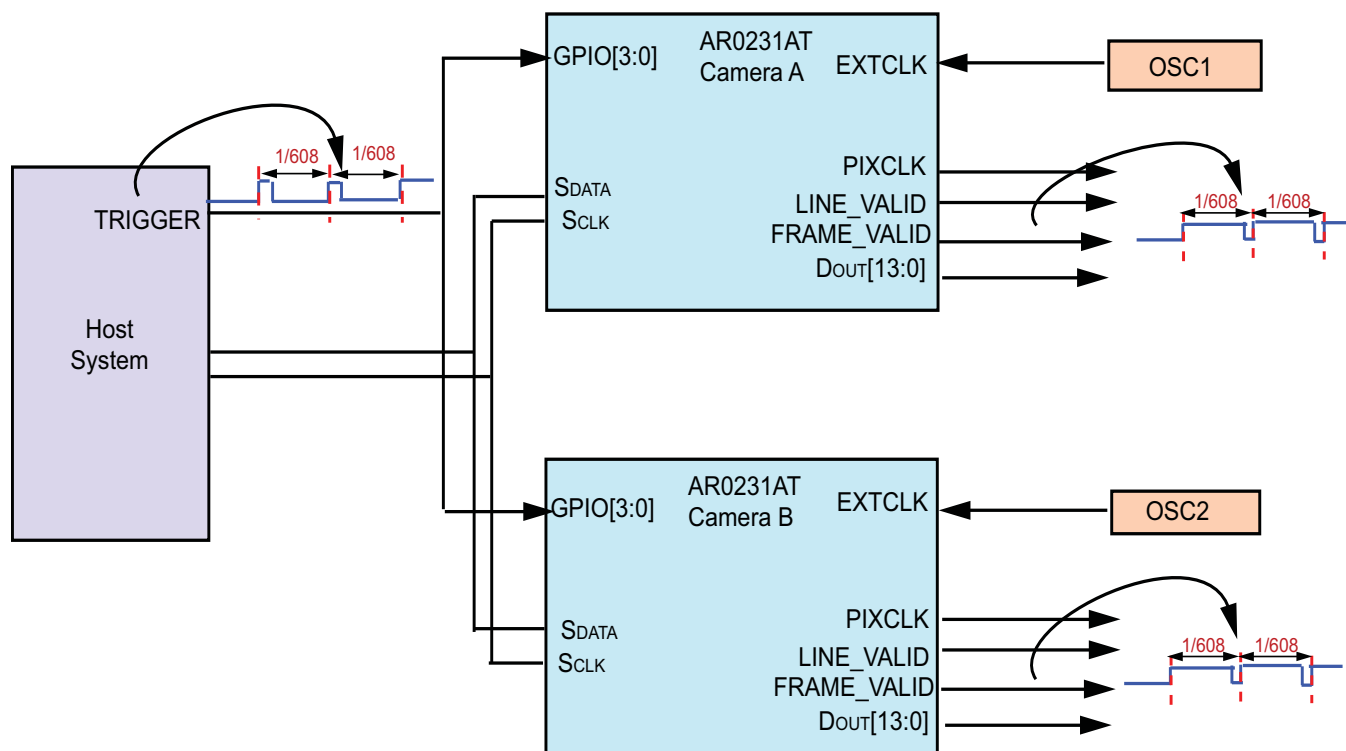 AR0231AT
Camera A
GPIO[3:0]
EXTCLK
OSC1
1/608
1/608
TRIGGER
SDATA
SCLK
PIXCLK
LINE_VALID
FRAME_VALID
DOUT[13:0]
1/608
1/608
Host
System
AR0231AT
Camera B
GPIO[3:0]
EXTCLK
OSC2
SDATA
SCLK
PIXCLK
LINE_VALID
FRAME_VALID
DOUT[13:0]
1/608
1/608